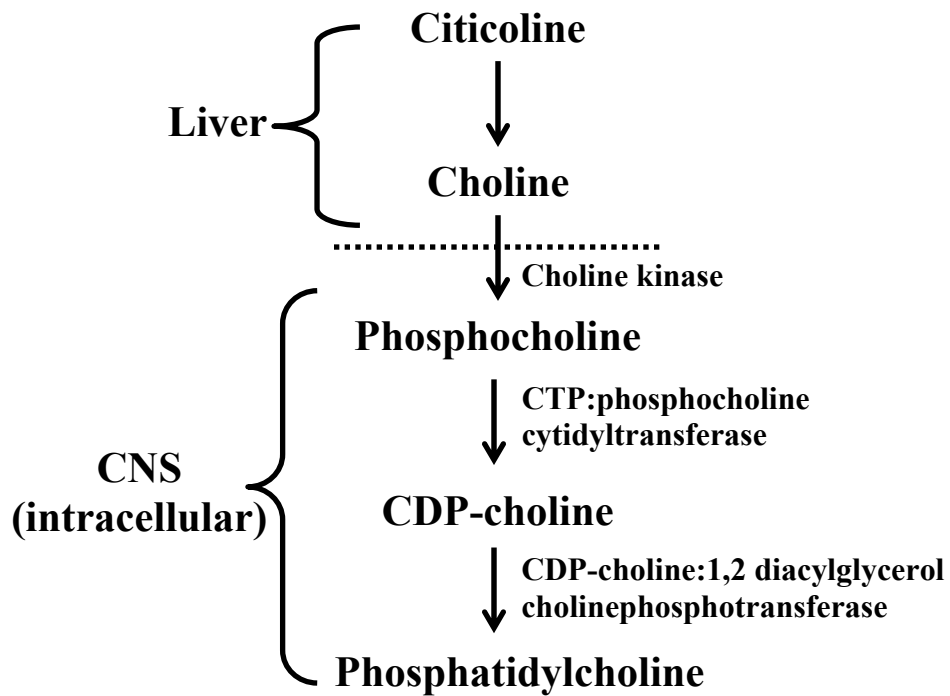 Citicoline
Liver
Choline
Choline kinase
Phosphocholine
CTP:phosphocholine
cytidyltransferase
CNS
(intracellular)
CDP-choline
CDP-choline:1,2 diacylglycerol
cholinephosphotransferase
Phosphatidylcholine